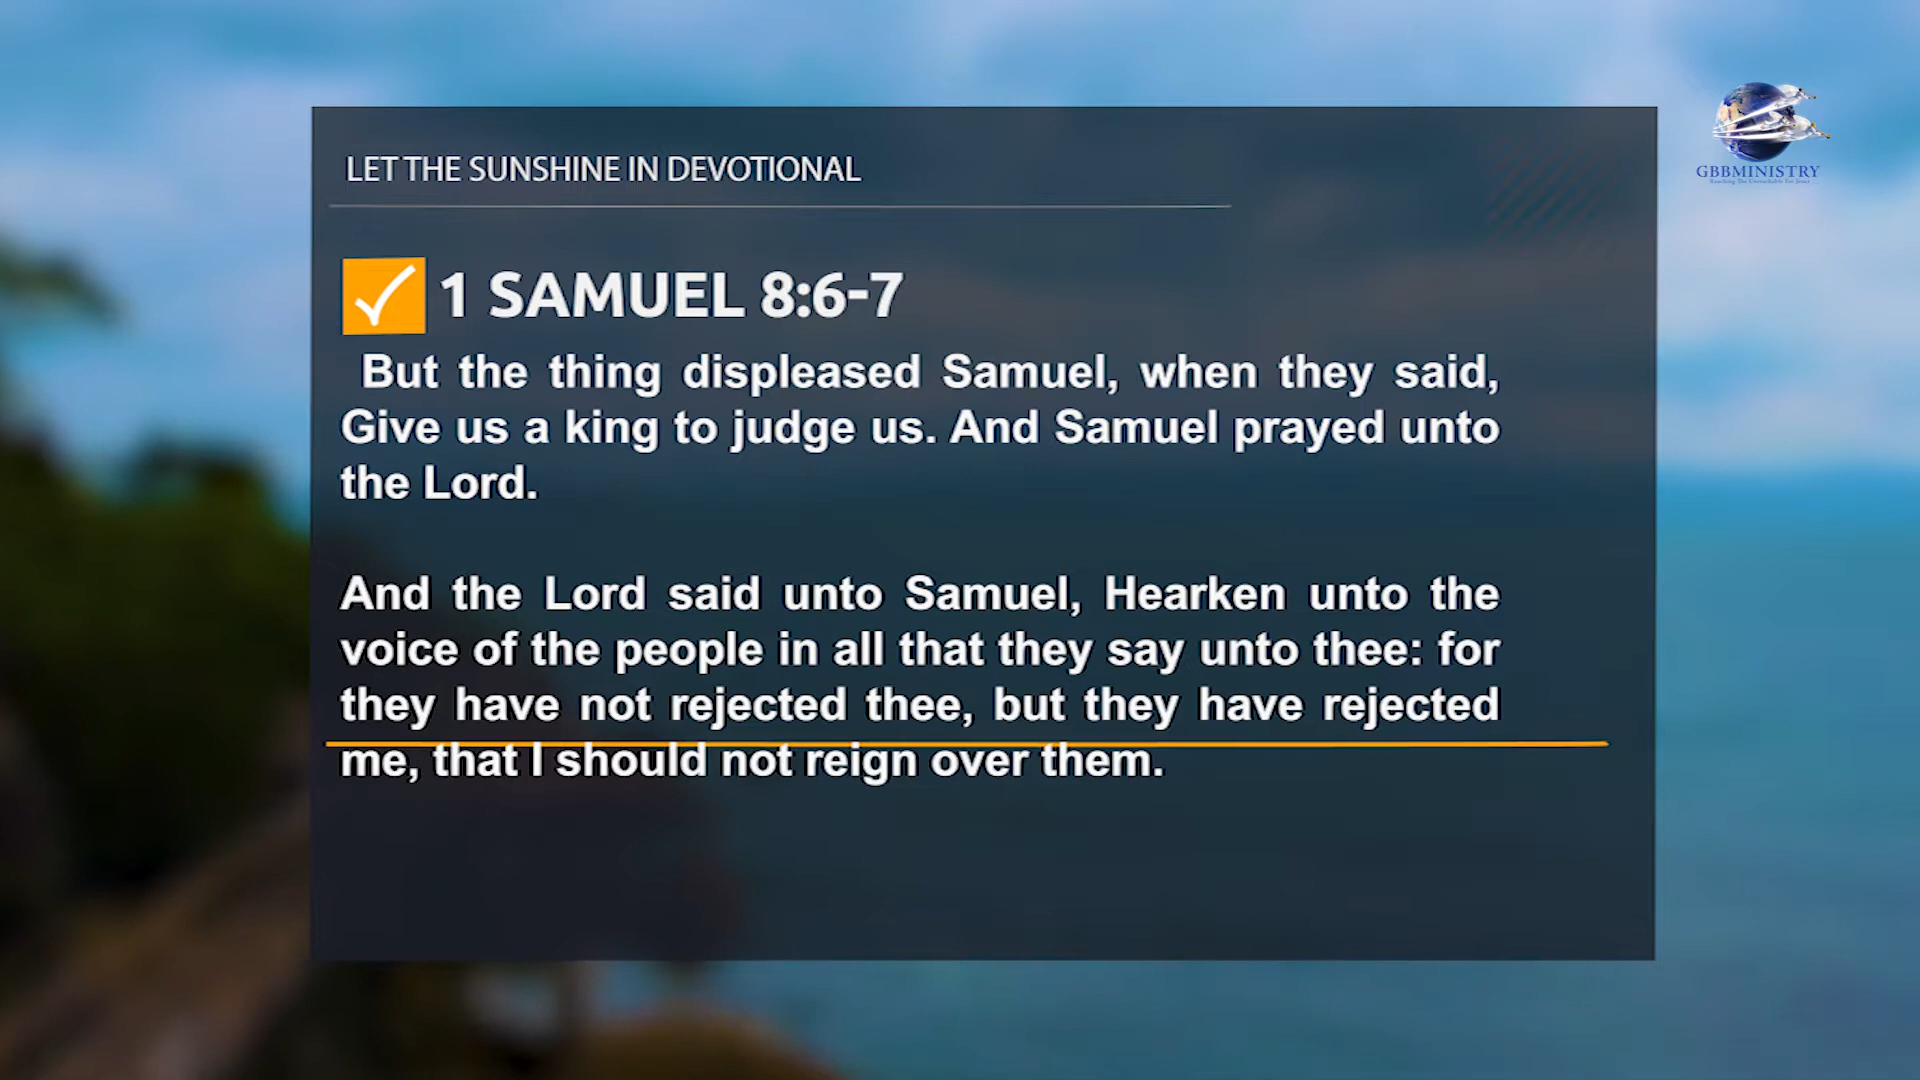 LET THE SUNSHINE IN DEVOTIONAL
GBBMINISTRY
1 SAMUEL 8:6-7
But the thing displeased Samuel, when they said,
Give us a king to judge us. And Samuel prayed unto
the Lord.
And the Lord said unto Samuel, Hearken unto the
voice of the people in all that they say unto thee: for
they have not rejected thee, but they have rejected
me, that I should not reign over them.